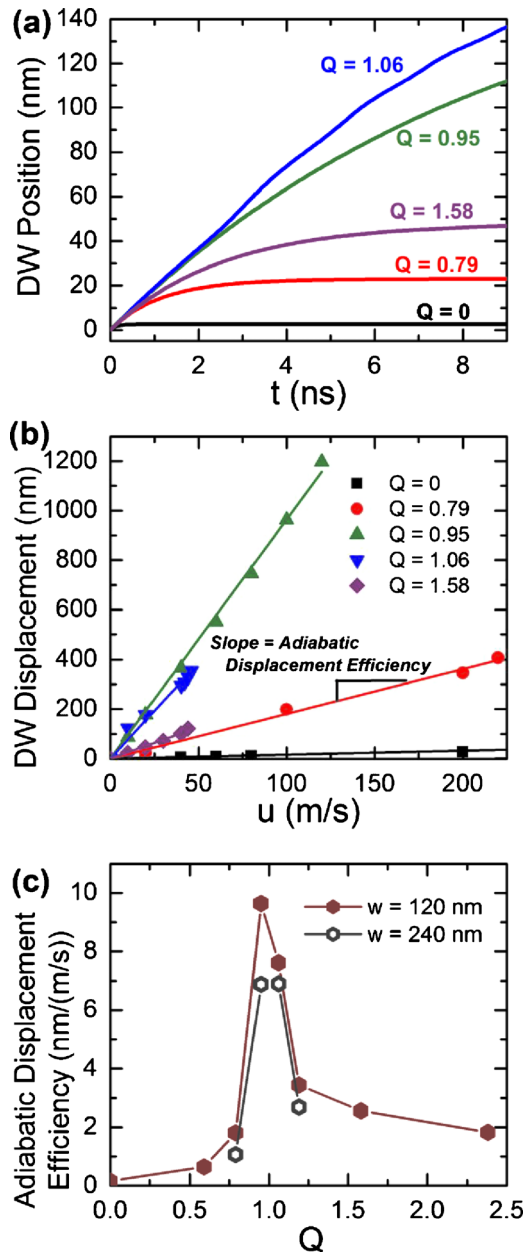 (a)
140
120
100
80
60
40
20
0
DW Position (nm)
Q = 1.06
Q = 0.95
Q = 1.58
Q = 0.79
Q = 0
0 2 4 6 8
t (ns)
(b)
1200
1000
800
600
400
200
0
DW Displacement (nm)
Q = 0
Q = 0.79
Q = 0.95
Q = 1.06
Q = 1.58
Slope = Adiabatic
Displacement Efficiency
0 50 100 150 200
u (m/s)
(c)
10
8
6
4
2
0
Adiabatic Displacement
Efficiency (nm/(m/s))
w = 120 nm
w = 240 nm
0.0 0.5 1.0 1.5 2.0 2.5
Q